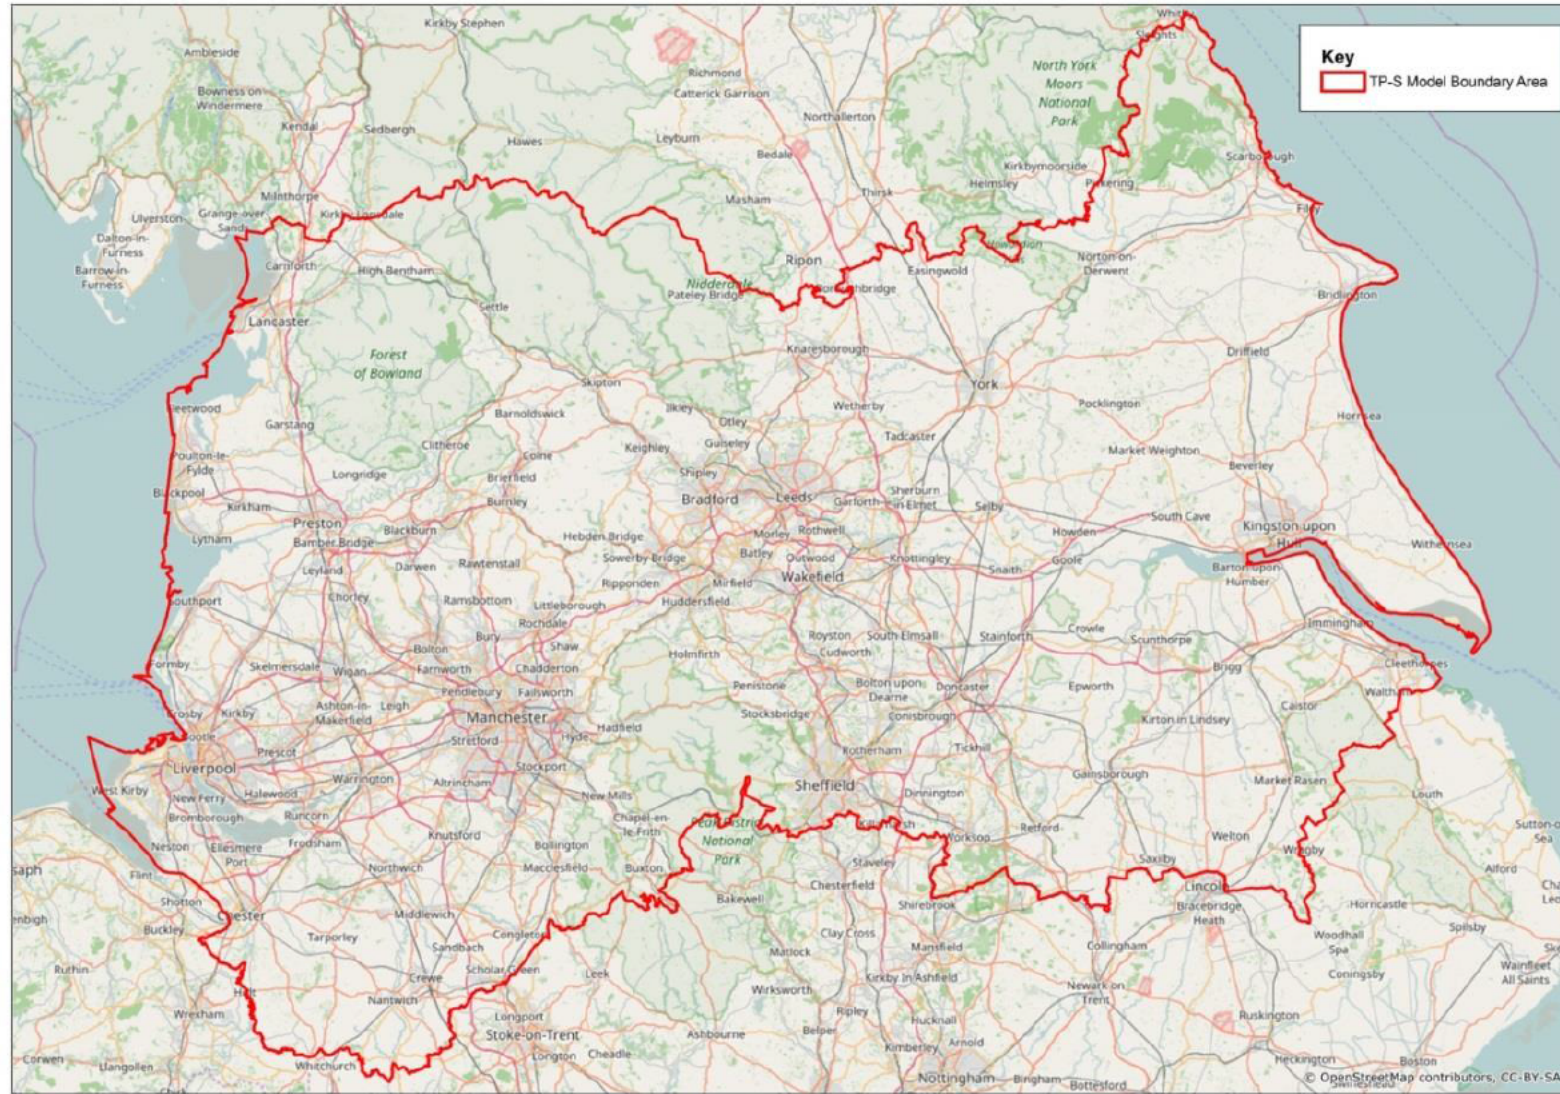 Kirkby Stephen
Ambleside
Richmond
Catterick Garrison
North York
Moors
National
Park
Key
TP-S Model Boundary Area
Bowness on
Windermere
Kendal
Sedbergh
Hawes
Leyburn
Northallerton
Bedale
Kirkbymoorside
Helmsley
Pickering
Scarborough
Thirsk
Masham
Milnthorpe
Ulverston
Grange-over-
Sands
Kirkby Lonsdale
Filey
Dalton-in-
Furness
Barrow-in-
Furness
Carnforth
High Bentham
Ripon
Easingwold
Norton-on-
Derwent
Nidderdale
Pateley Bridge
Boroughbridge
Bridlington
Settle
Lancaster
Forest
of Bowland
Knaresborough
Driffield
Skipton
York
Fleetwood
Garstang
Barnoldswick
Ilkley
Otley
Wetherby
Pocklington
Hornsea
Clitheroe
Colne
Keighley
Guiseley
Tadcaster
Market Weighton
Beverley
Poulton-le-
Fylde
Longridge
Brierfield
Shipley
Blackpool
Kirkham
Burnley
Bradford
Leeds
Garforth
Sherburn
in Elmet
Selby
South Cave
Kingston upon
Hull
Preston
Bamber Bridge
Blackburn
Lytham
Hebden Bridge
Morley
Rothwell
Howden
Withernsea
Leyland
Darwen
Rawtenstall
Sowerby Bridge
Batley
Outwood
Knottingley
Snaith
Goole
Barton-upon-
Humber
Wakefield
Ripponden
Mirfield
Southport
Chorley
Ramsbottom
Littleborough
Huddersfield
Rochdale
Immingham
Bury
Shaw
Royston
South Elmsall
Stainforth
Crowle
Scunthorpe
Cudworth
Bolton
Holmfirth
Formby
Skelmersdale
Wigan
Farnworth
Chadderton
Brigg
Cleethorpes
Pendlebury
Failsworth
Penistone
Bolton upon
Dearne
Doncaster
Epworth
Waltham
Crosby
Kirkby
Ashton-in-
Makerfield
Leigh
Manchester
Stocksbridge
Conisbrough
Kirton in Lindsey
Caistor
Bootle
Hadfield
Stretford
Hyde
Prescot
Rotherham
Tickhill
Liverpool
Warrington
Altrincham
Stockport
Sheffield
Gainsborough
Market Rasen
West Kirby
New Ferry
Halewood
New Mills
Dinnington
Louth
Bromborough
Runcorn
Chapel-en-
le-Frith
Peak District
National
Park
Killamarsh
Worksop
Retford
Welton
Sutton-o
Sea
Neston
Ellesmere
Port
Frodsham
Knutsford
Bollington
Wragby
Northwich
Macclesfield
Buxton
Staveley
Saxilby
Alford
saph
Flint
Shotton
Chesterfield
Lincoln
Bakewell
Shirebrook
Bracebridge
Heath
Horncastle
enbigh
Chester
Buckley
Middlewich
Tarporley
Sandbach
Congleton
Clay Cross
Mansfield
Collingham
Woodhall
Spa
Spilsby
Ruthin
Crewe
Scholar Green
Leek
Matlock
Kirkby in Ashfield
Coningsby
Wainfleet
All Saints
Holt
Nantwich
Wirksworth
Newark on
Trent
Wrexham
Longport
Stoke-on-Trent
Ashbourne
Ripley
Belper
Hucknall
Ruskington
Corwen
Llangollen
Whitchurch
Longton
Cheadle
Kimberley
Arnold
Heckington
Boston
Nottingham
Bingham
Bottesford
© OpenStreetMap contributors, CC-BY-SA